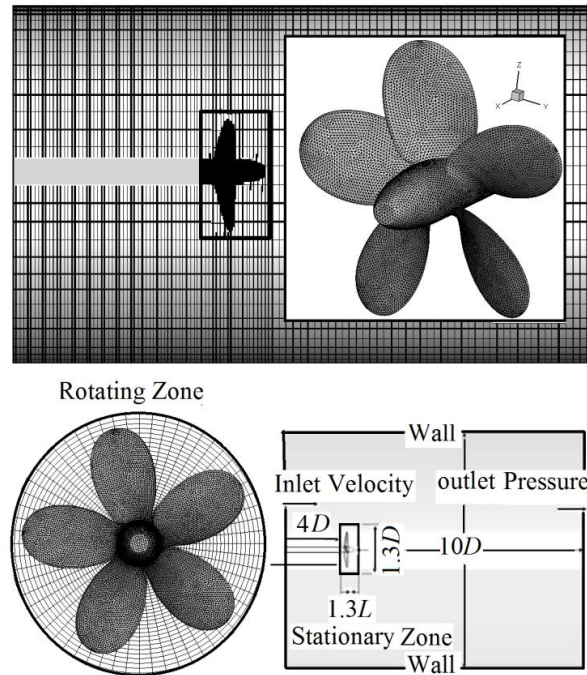 Z
X
Y
Rotating Zone
Wall
Inlet Velocity
outlet Pressure
4D
1.3D
10D
1.3L
Stationary Zone
Wall